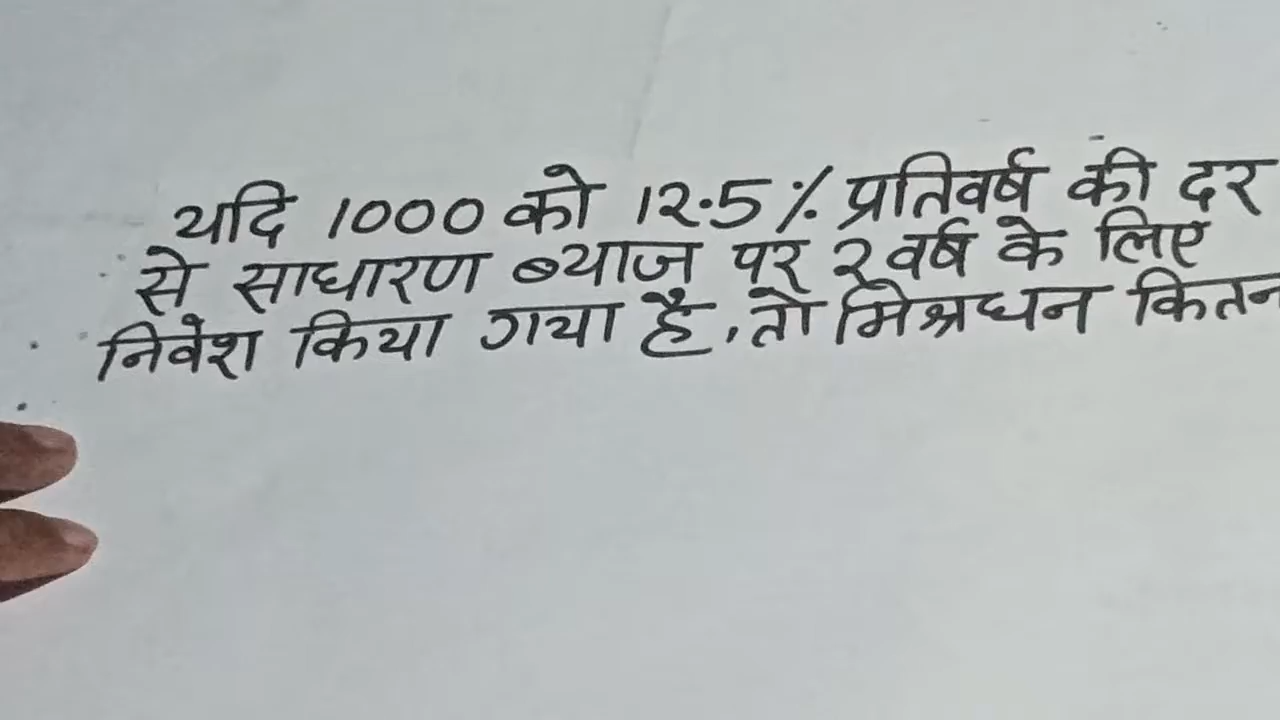 यदि 1000 को 12.5% प्रतिवर्ष की दर
से साधारण ब्याज पर 2 वर्ष के लिए
निवेश किया गया है, तो मिश्रधन कितन